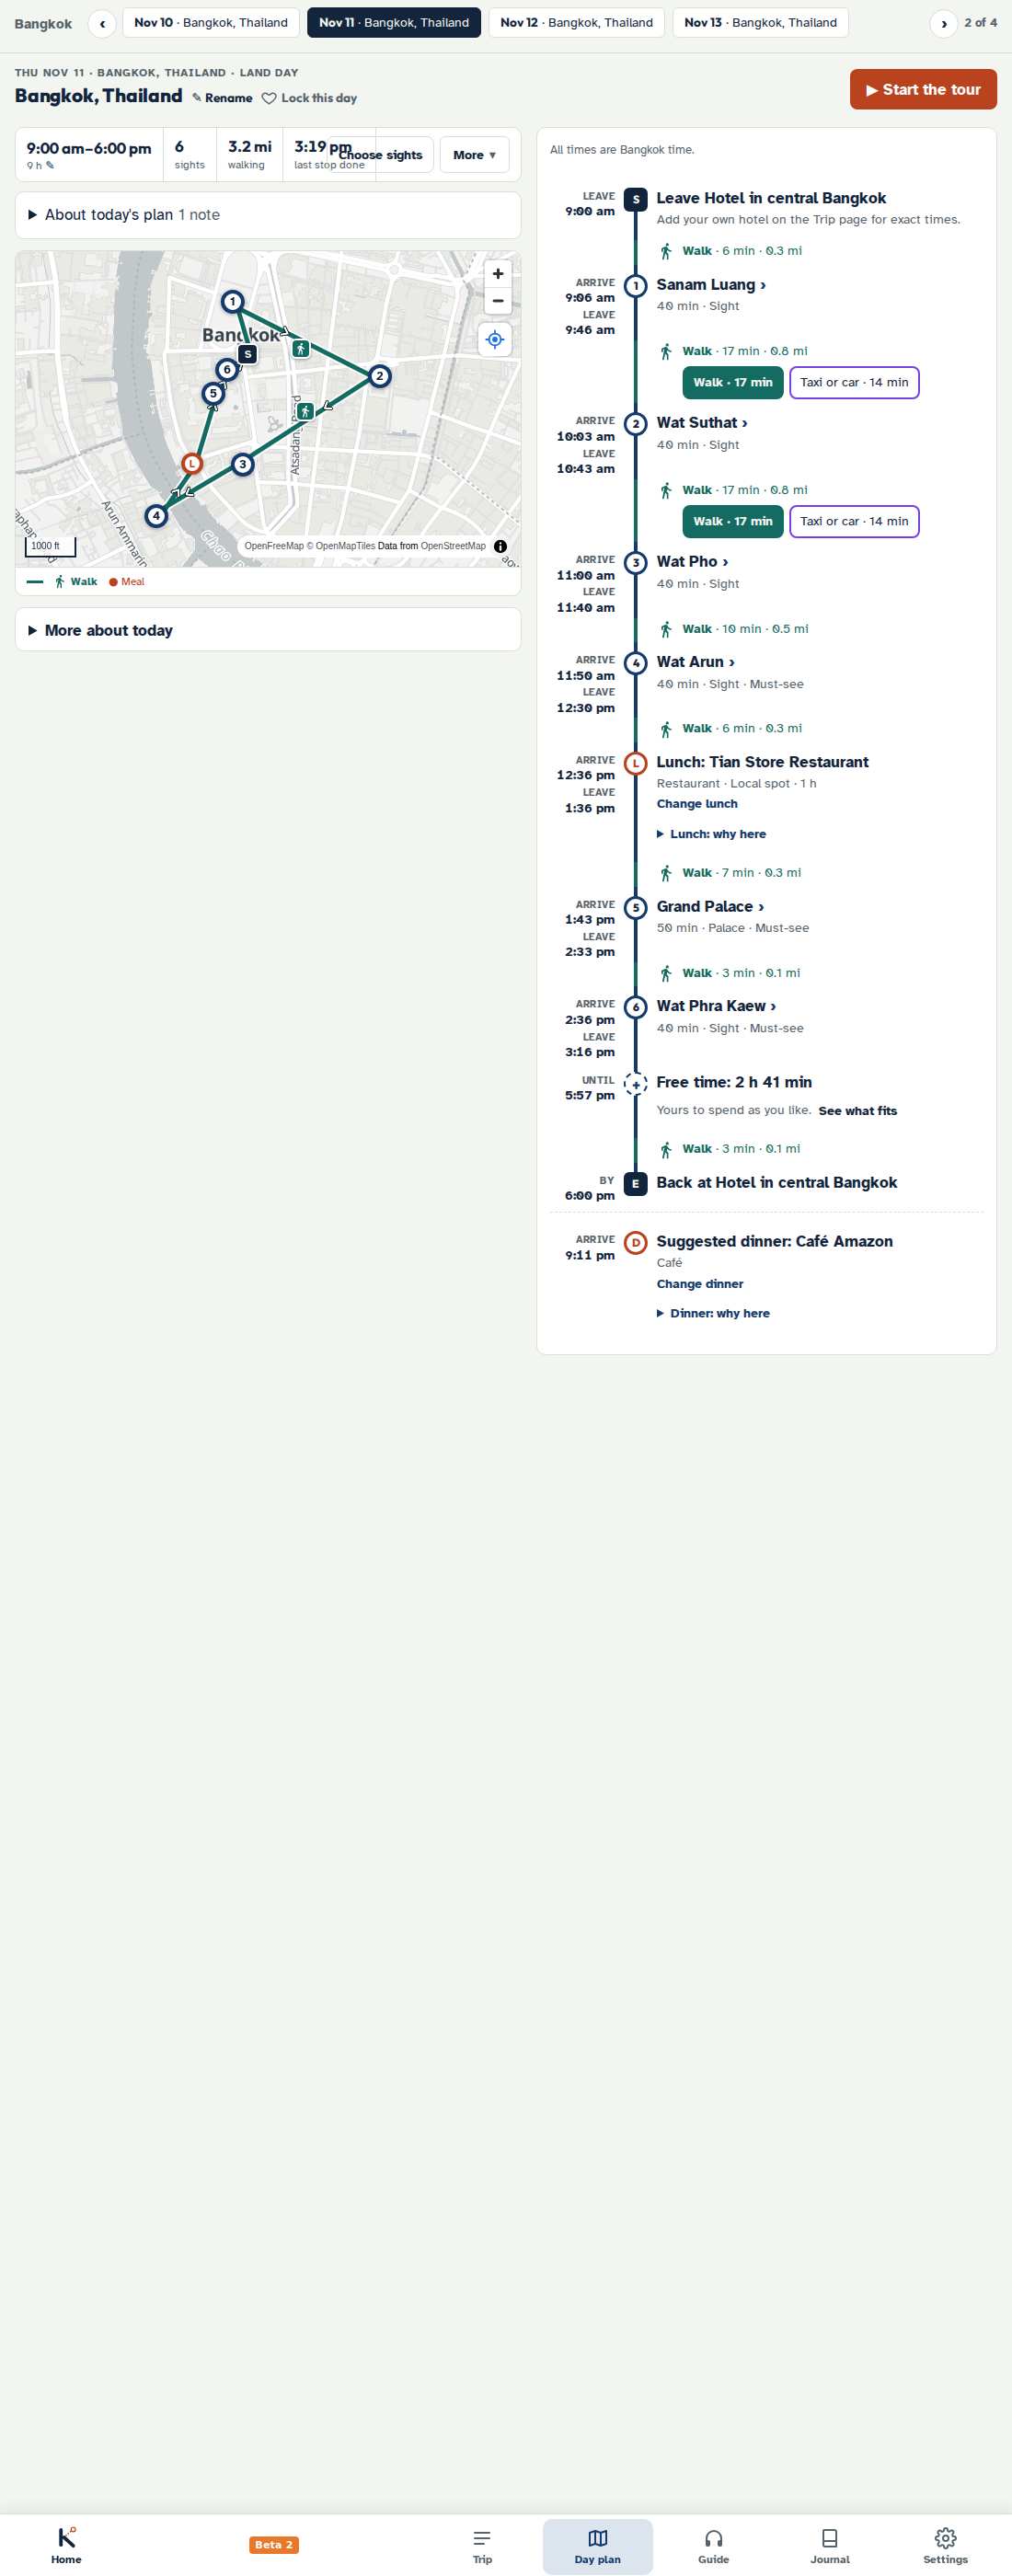 Bangkok
‹
Nov 10 · Bangkok, Thailand
Nov 11 · Bangkok, Thailand
Nov 12 · Bangkok, Thailand
Nov 13 · Bangkok, Thailand
›
2 of 4
THU NOV 11 · BANGKOK, THAILAND · LAND DAY
Bangkok, Thailand
✎ Rename
Lock this day
▶ Start the tour
9:00 am–6:00 pm
9 h ✎
6
sights
3.2 mi
walking
3:19 pm
last stop done
Choose sights
More ▾
▶ About today's plan 1 note
Bangkok
1
S
6
5
2
L
3
4
Atsadang Road
Arun Ammarin
Chao
+
−
1000 ft
OpenFreeMap © OpenMapTiles Data from OpenStreetMap
Walk
Meal
▶ More about today
All times are Bangkok time.
LEAVE
9:00 am
S
Leave Hotel in central Bangkok
Add your own hotel on the Trip page for exact times.
Walk · 6 min · 0.3 mi
ARRIVE
9:06 am
LEAVE
9:46 am
1
Sanam Luang ›
40 min · Sight
Walk · 17 min · 0.8 mi
Walk · 17 min
Taxi or car · 14 min
ARRIVE
10:03 am
LEAVE
10:43 am
2
Wat Suthat ›
40 min · Sight
Walk · 17 min · 0.8 mi
Walk · 17 min
Taxi or car · 14 min
ARRIVE
11:00 am
LEAVE
11:40 am
3
Wat Pho ›
40 min · Sight
Walk · 10 min · 0.5 mi
ARRIVE
11:50 am
LEAVE
12:30 pm
4
Wat Arun ›
40 min · Sight · Must-see
Walk · 6 min · 0.3 mi
ARRIVE
12:36 pm
LEAVE
1:36 pm
L
Lunch: Tian Store Restaurant
Restaurant · Local spot · 1 h
Change lunch
▶ Lunch: why here
Walk · 7 min · 0.3 mi
ARRIVE
1:43 pm
LEAVE
2:33 pm
5
Grand Palace ›
50 min · Palace · Must-see
Walk · 3 min · 0.1 mi
ARRIVE
2:36 pm
LEAVE
3:16 pm
6
Wat Phra Kaew ›
40 min · Sight · Must-see
UNTIL
5:57 pm
+
Free time: 2 h 41 min
Yours to spend as you like. See what fits
Walk · 3 min · 0.1 mi
BY
6:00 pm
E
Back at Hotel in central Bangkok
ARRIVE
9:11 pm
D
Suggested dinner: Café Amazon
Café
Change dinner
▶ Dinner: why here
Home
Beta 2
Trip
Day plan
Guide
Journal
Settings